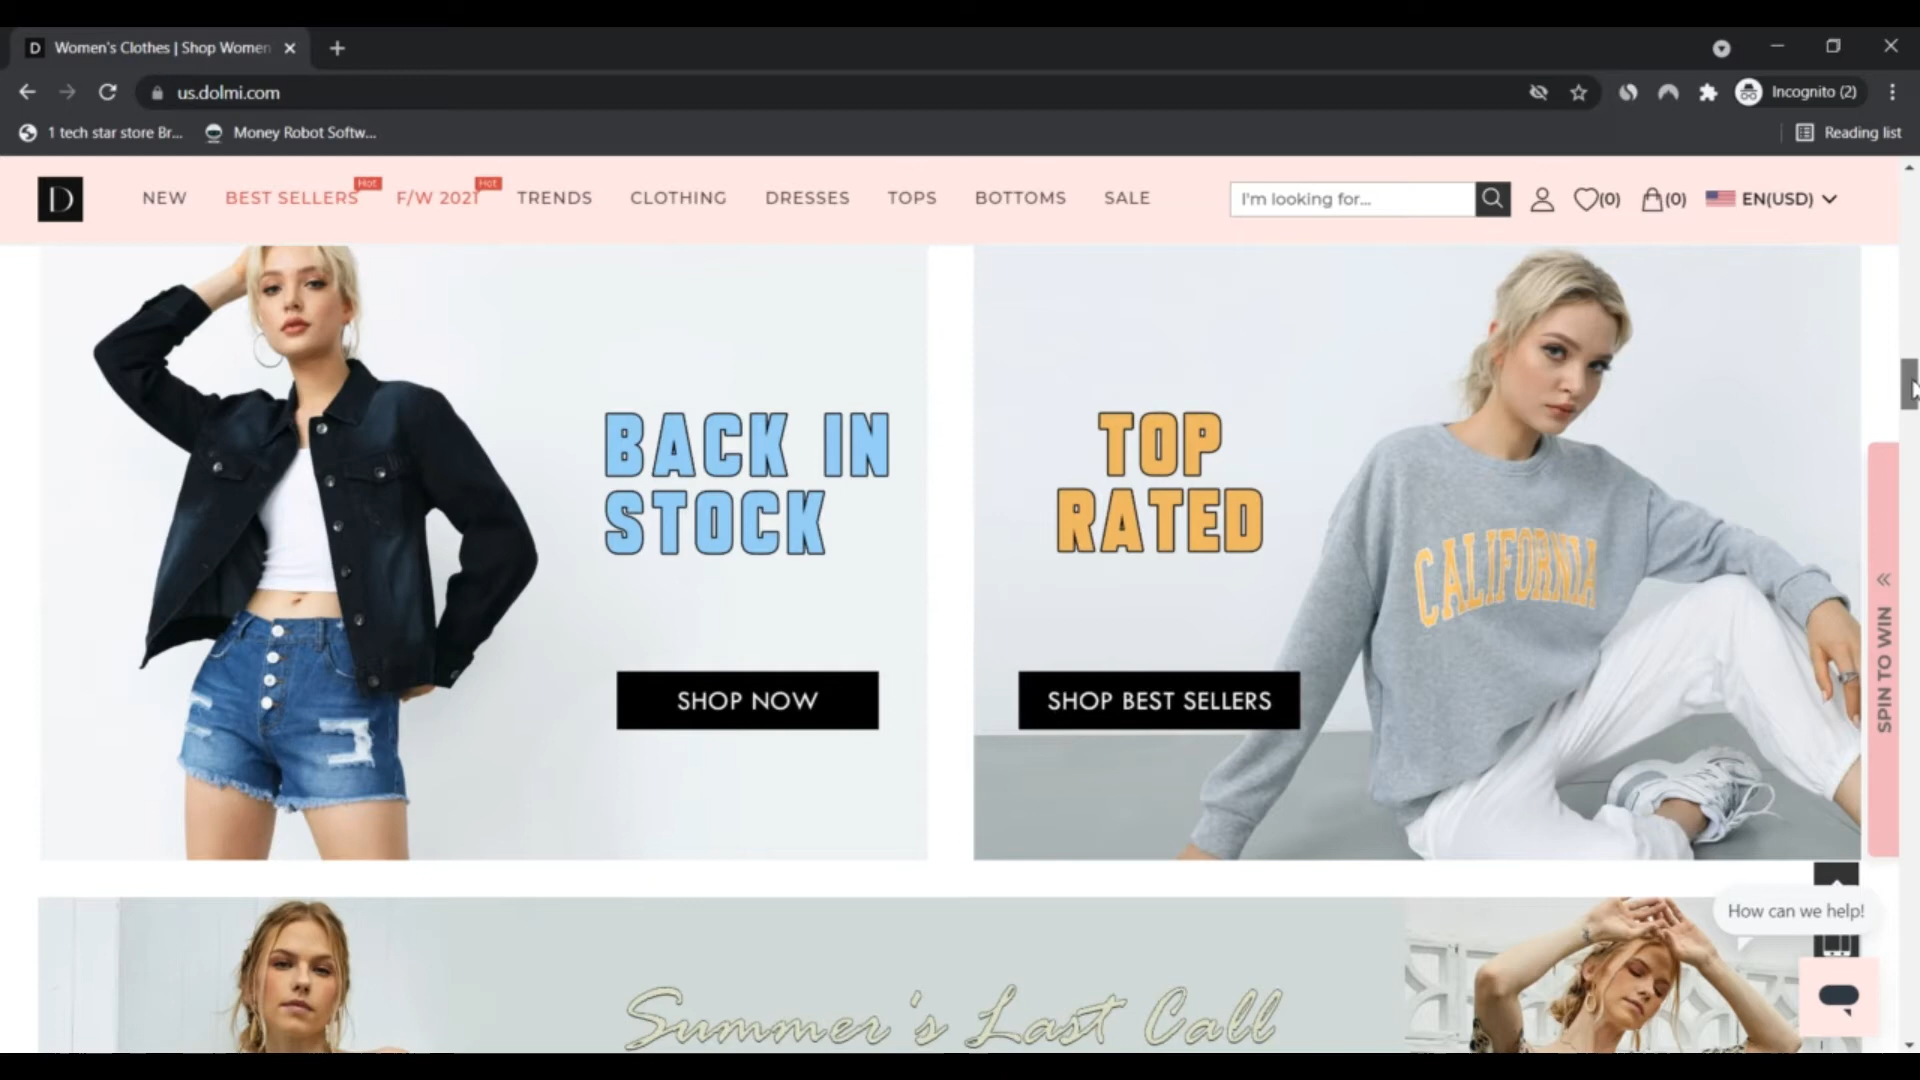 D Women's Clothes | Shop Women
us.dolmi.com
Incognito (2)
1 tech star store Br...
Money Robot Softw...
Reading list
D
NEW
BEST SELLERS
Hot
F/W 2021
Hot
TRENDS
CLOTHING
DRESSES
TOPS
BOTTOMS
SALE
I'm looking for...
(0)
(0)
EN(USD)
BACK IN
STOCK
SHOP NOW
TOP
RATED
SHOP BEST SELLERS
CALIFORNIA
SPIN TO WIN
How can we help!
Summer's Last Call